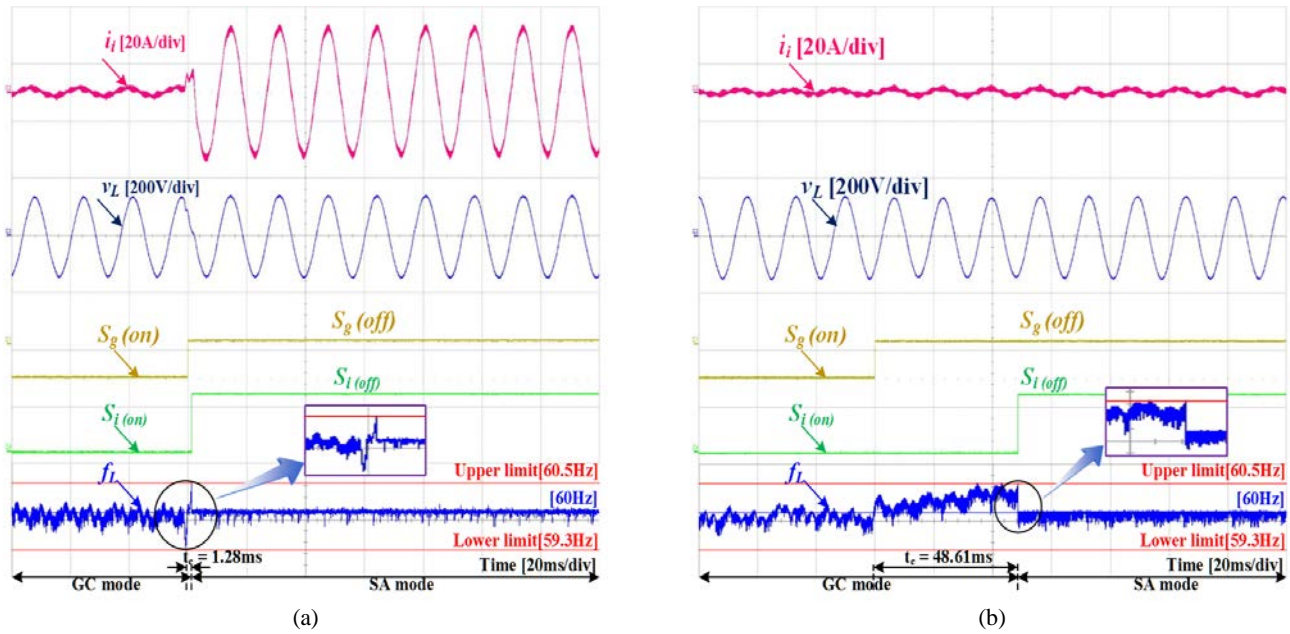 i_i [20A/div]
v_L [200V/div]
S_g (on)
S_g (off)
S_i (off)
S_i (on)
Upper limit[60.5Hz]
f_L
[60Hz]
Lower limit[59.3Hz]
t_c = 1.28ms
Time [20ms/div]
GC mode
SA mode
(a)
i_i [20A/div]
v_L [200V/div]
S_g (on)
S_g (off)
S_i (off)
S_i (on)
Upper limit[60.5Hz]
f_L
[60Hz]
Lower limit[59.3Hz]
t_c = 48.61ms
Time [20ms/div]
GC mode
SA mode
(b)